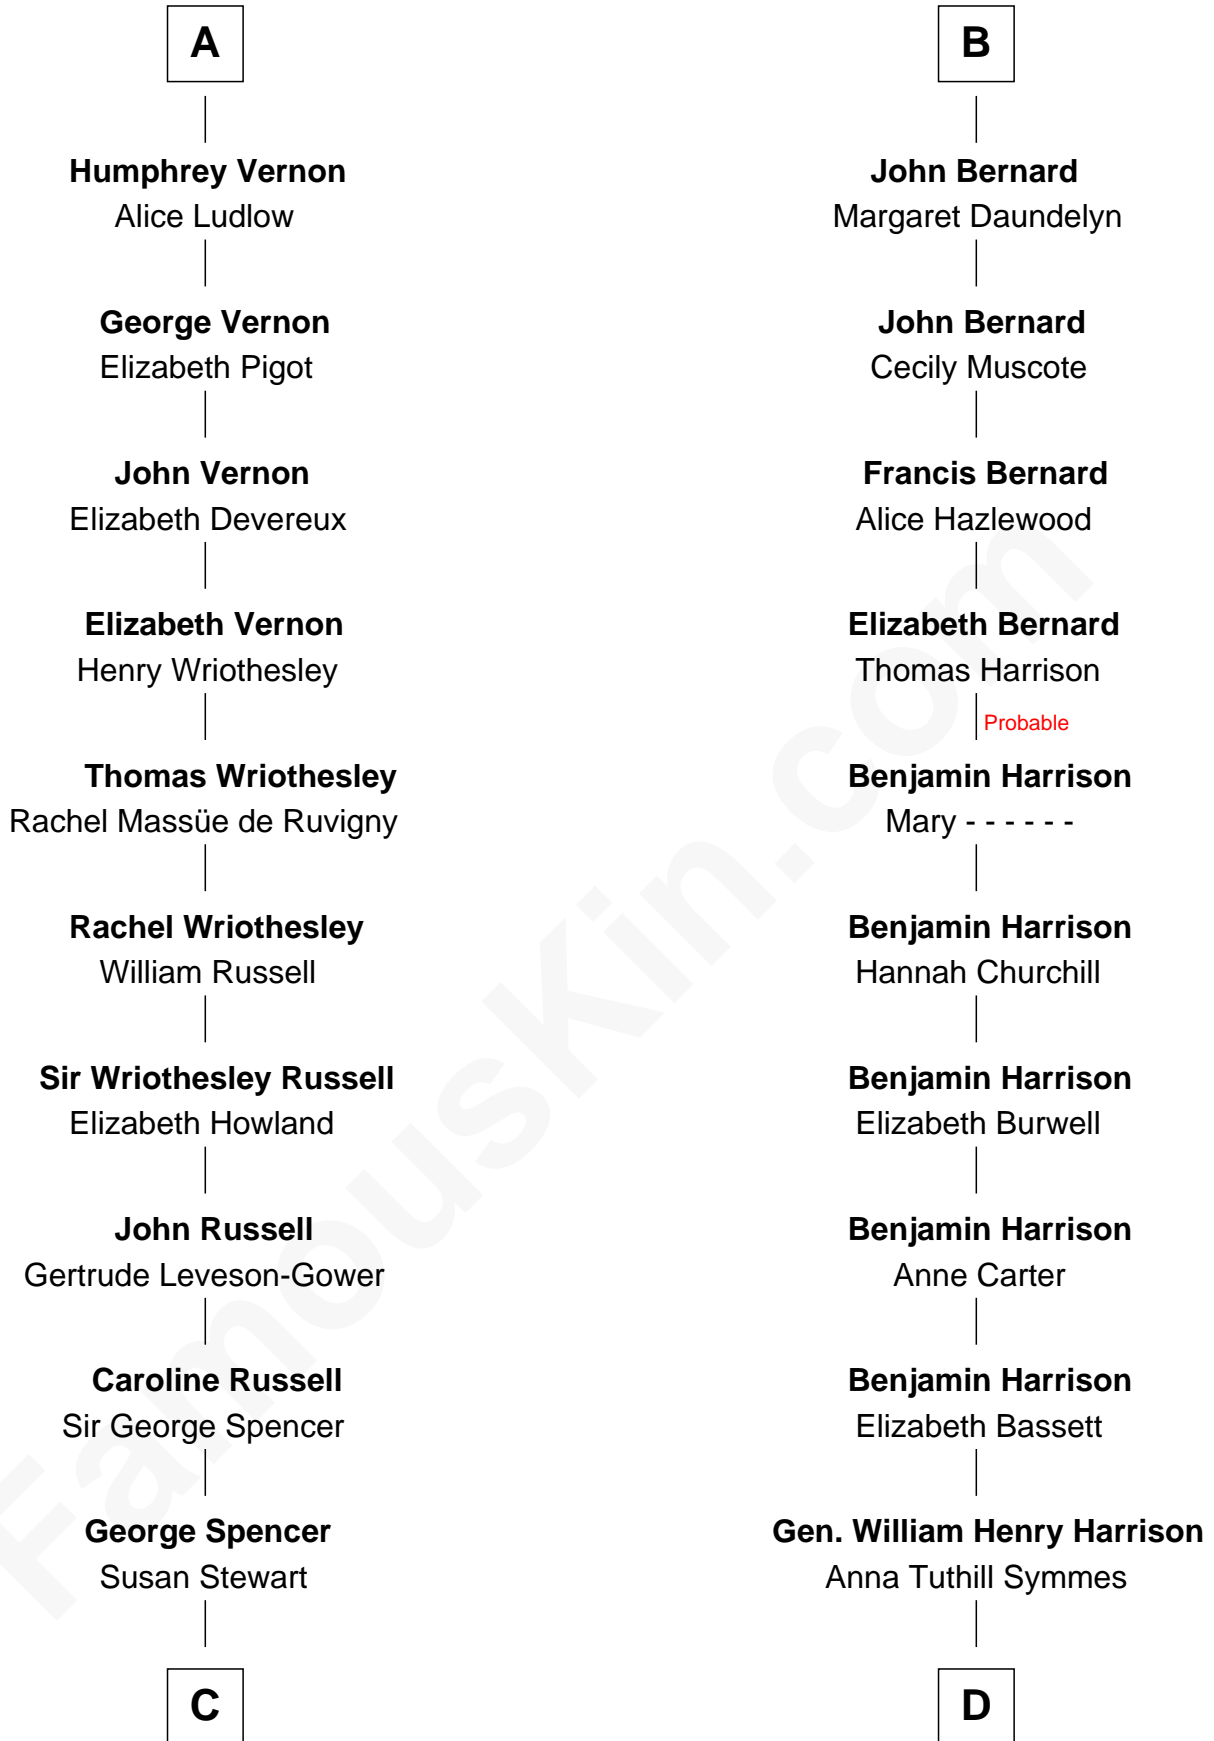 A
Humphrey Vernon
Alice Ludlow
George Vernon
Elizabeth Pigot
John Vernon
Elizabeth Devereux
Elizabeth Vernon
Henry Wriothesley
Thomas Wriothesley
Rachel Massüe de Ruvigny
Rachel Wriothesley
William Russell
Sir Wriothesley Russell
Elizabeth Howland
John Russell
Gertrude Leveson-Gower
Caroline Russell
Sir George Spencer
George Spencer
Susan Stewart
C
B
John Bernard
Margaret Daundelyn
John Bernard
Cecily Muscote
Francis Bernard
Alice Hazlewood
Elizabeth Bernard
Thomas Harrison
Probable
Benjamin Harrison
Mary - - - - - -
Benjamin Harrison
Hannah Churchill
Benjamin Harrison
Elizabeth Burwell
Benjamin Harrison
Anne Carter
Benjamin Harrison
Elizabeth Bassett
Gen. William Henry Harrison
Anna Tuthill Symmes
D
FamousKin.com